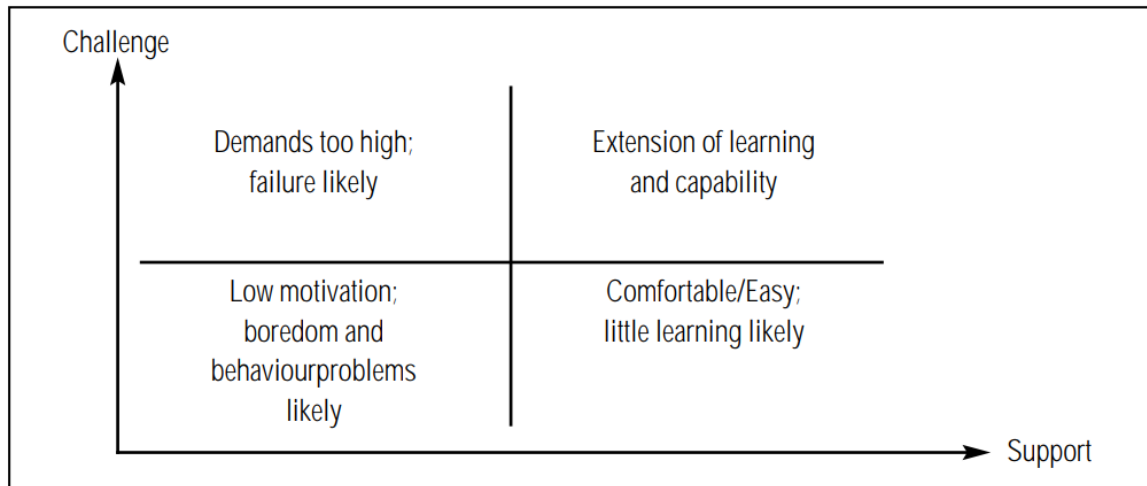 Challenge
Demands too high;
failure likely
Extension of learning
and capability
Low motivation;
boredom and
behaviourproblems
likely
Comfortable/Easy;
little learning likely
Support